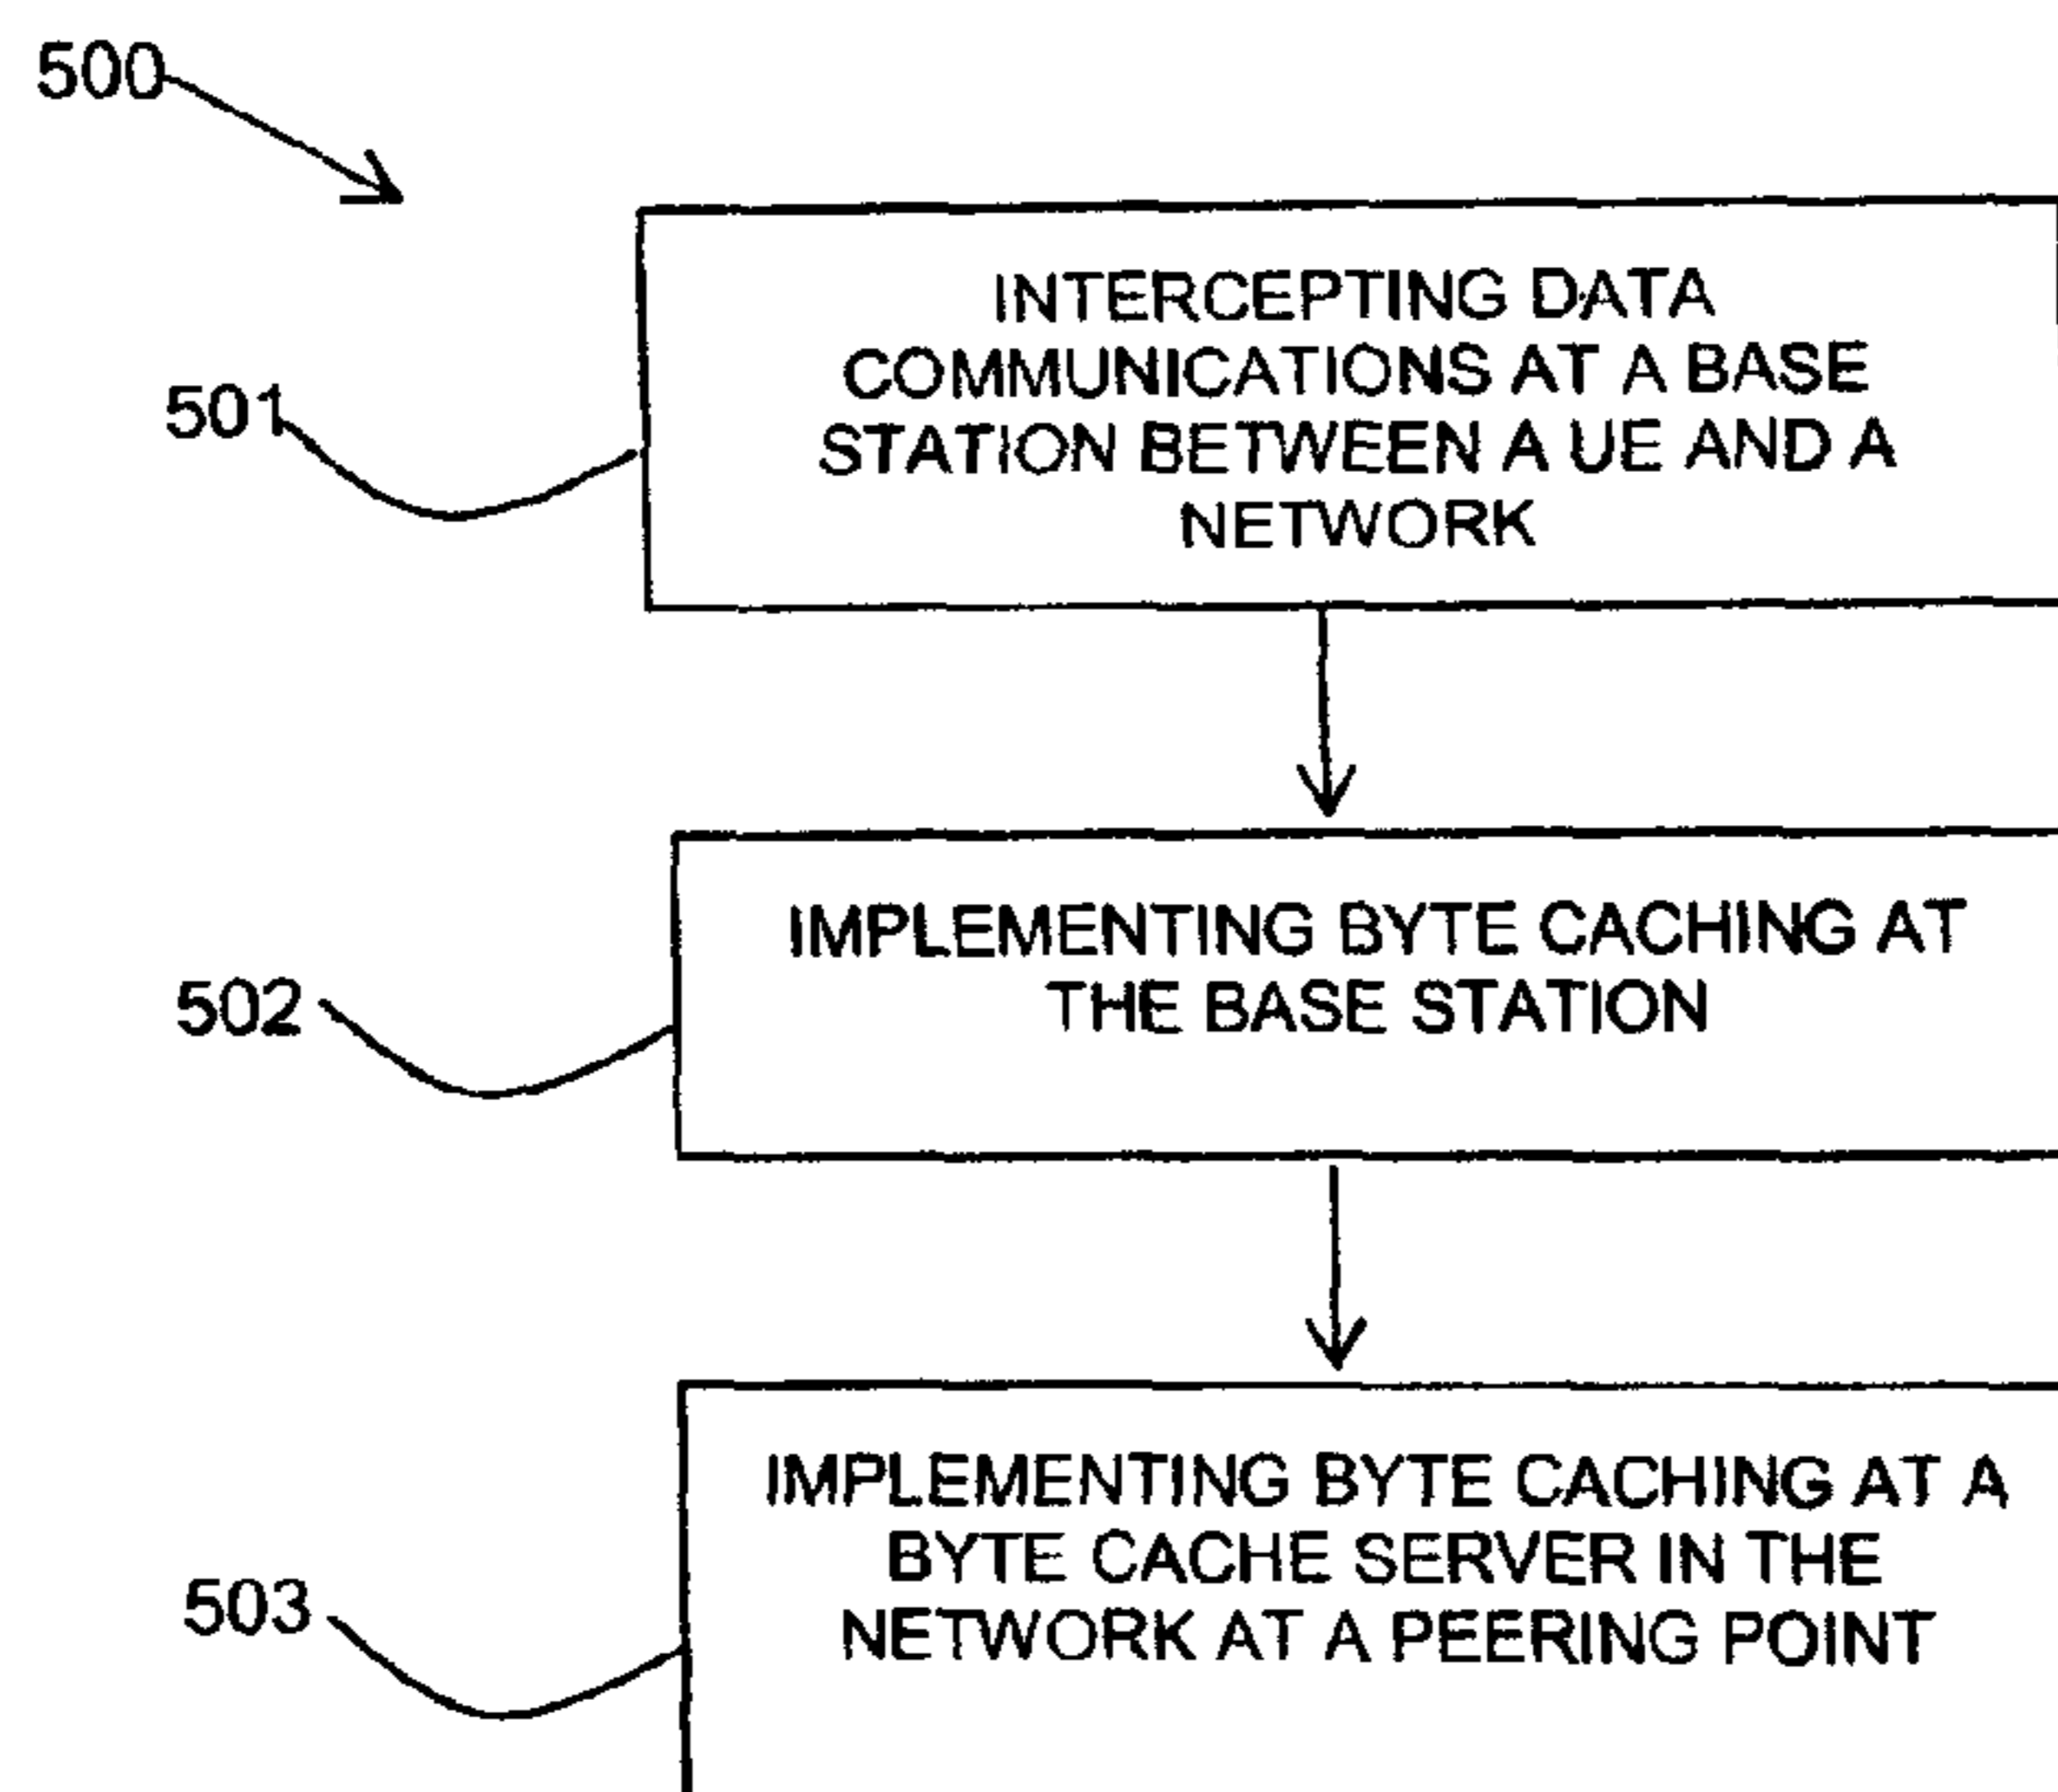 500
501
INTERCEPTING DATA
COMMUNICATIONS AT A BASE
STATION BETWEEN A UE AND A
NETWORK
502
IMPLEMENTING BYTE CACHING AT
THE BASE STATION
503
IMPLEMENTING BYTE CACHING AT A
BYTE CACHE SERVER IN THE
NETWORK AT A PEERING POINT